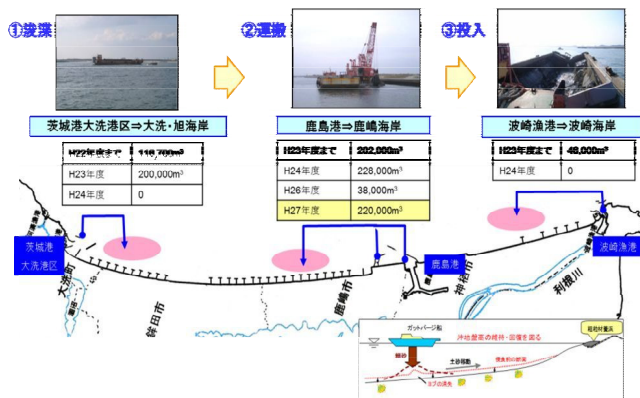 ①浚渫
②運搬
③投入
茨城港大洗港区⇒大洗・旭海岸
鹿島港⇒鹿嶋海岸
波崎漁港⇒波崎海岸
H22年度まで 116,700m³
H23年度 200,000m³
H24年度 0
H23年度まで 202,000m³
H24年度 228,000m³
H26年度 38,000m³
H27年度 220,000m³
H23年度まで 48,000m³
H24年度 0
茨城港
大洗港区
大洗町
鉾田市
鹿嶋市
鹿島港
神栖市
利根川
波崎漁港
ガットバージ船
沖地盤高の維持・回復を図る
土砂移動